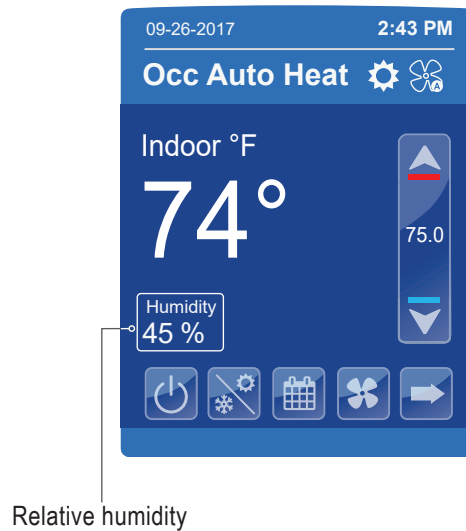 09-26-2017 2:43 PM
Occ Auto Heat A
Indoor °F
74°
75.0
Humidity
45 %
Relative humidity